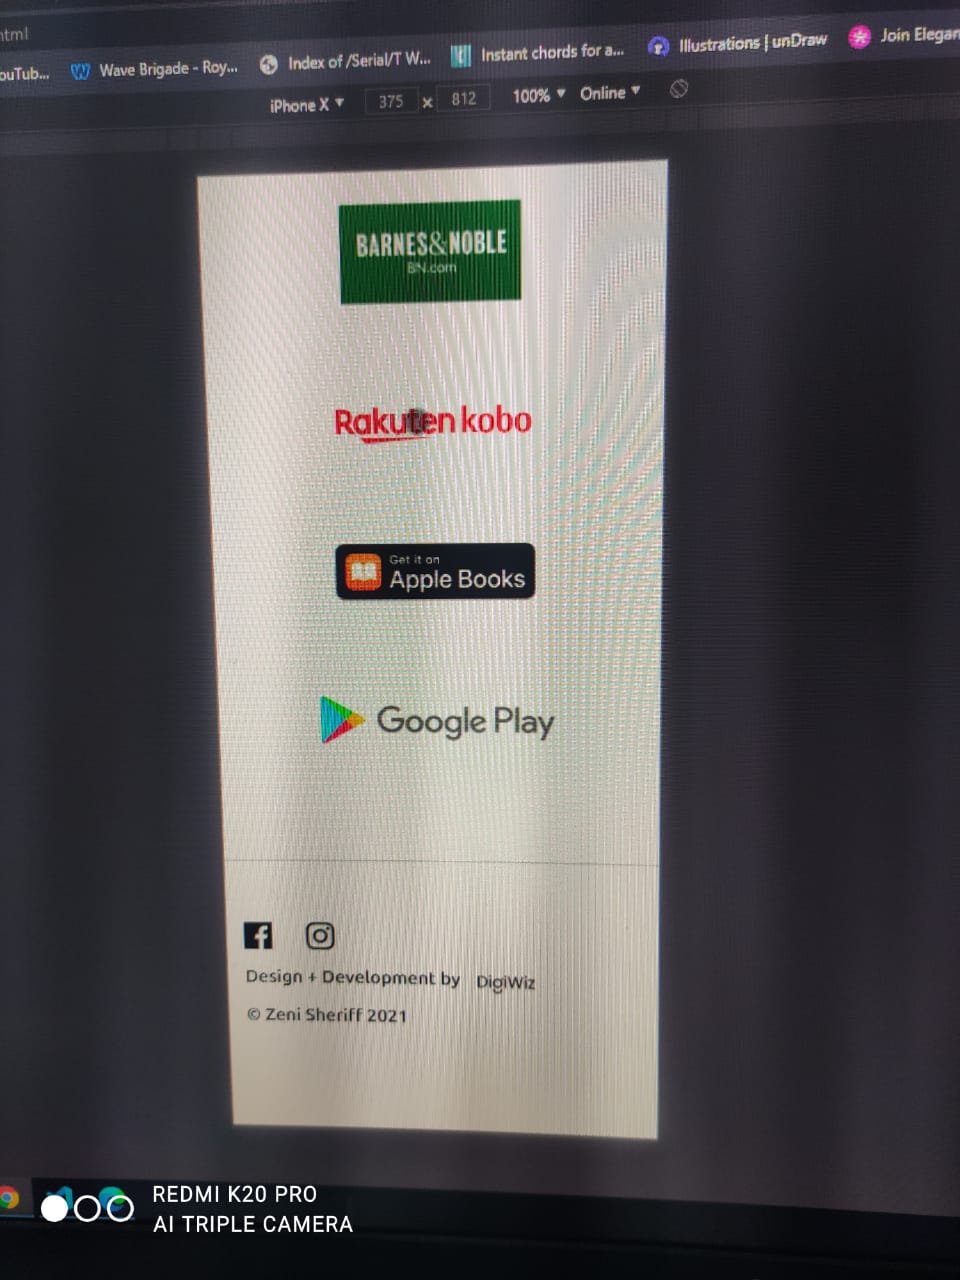 html
ouTub... Wave Brigade - Roy... Index of /Serial/T W... Instant chords for a... Illustrations | unDraw Join Elegan
iPhone X ▼ 375 x 812 100% ▼ Online ▼
BARNES&NOBLE
BN.com
Rakuten kobo
Get it on
Apple Books
Google Play
Design + Development by DigiWiz
© Zeni Sheriff 2021
REDMI K20 PRO
AI TRIPLE CAMERA